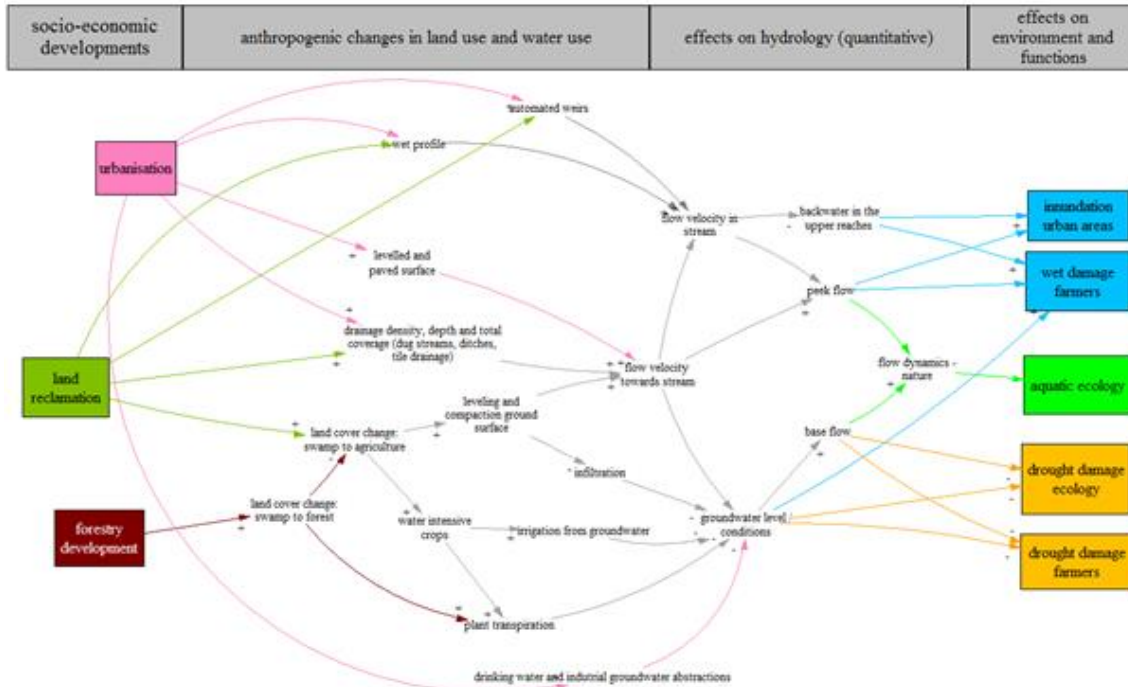 socio-economic
developments
anthropogenic changes in land use and water use
effects on hydrology (quantitative)
effects on
environment and
functions
automated weirs
wet profile
urbanisation
flow velocity in
stream
backwater in the
upper reaches
innundation
urban areas
levelled and
paved surface
peek flow
wet damage
farmers
drainage density, depth and total
coverage (dug streams, ditches,
tile drainage)
flow velocity
towards stream
flow dynamics -
nature
land
reclamation
aquatic ecology
leveling and
compaction ground
surface
land cover change:
swamp to agriculture
base flow
infiltration
drought damage
ecology
land cover change:
swamp to forest
forestry
development
water intensive
crops
irrigation from groundwater
groundwater level /
conditions
drought damage
farmers
plant transpiration
drinking water and indutrial groundwater abstractions